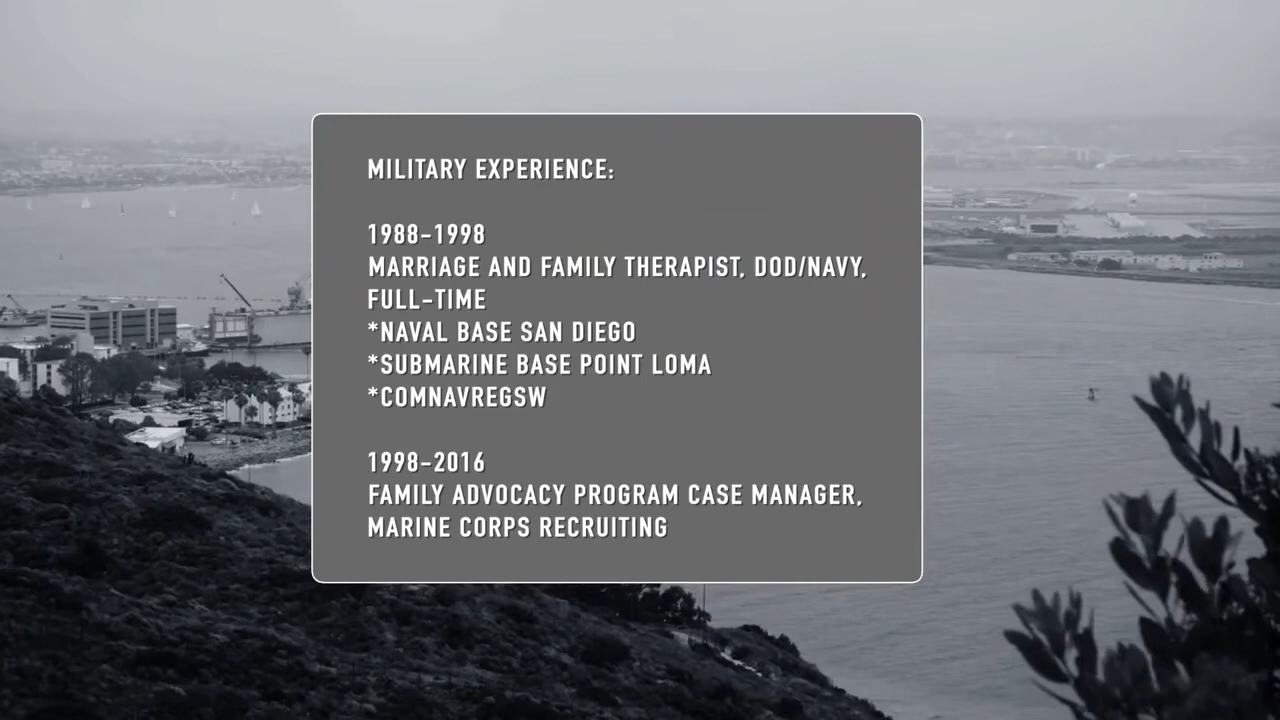 MILITARY EXPERIENCE:
1988-1998
MARRIAGE AND FAMILY THERAPIST, DOD/NAVY,
FULL-TIME
*NAVAL BASE SAN DIEGO
*SUBMARINE BASE POINT LOMA
*COMNAVREGSW
1998-2016
FAMILY ADVOCACY PROGRAM CASE MANAGER,
MARINE CORPS RECRUITING